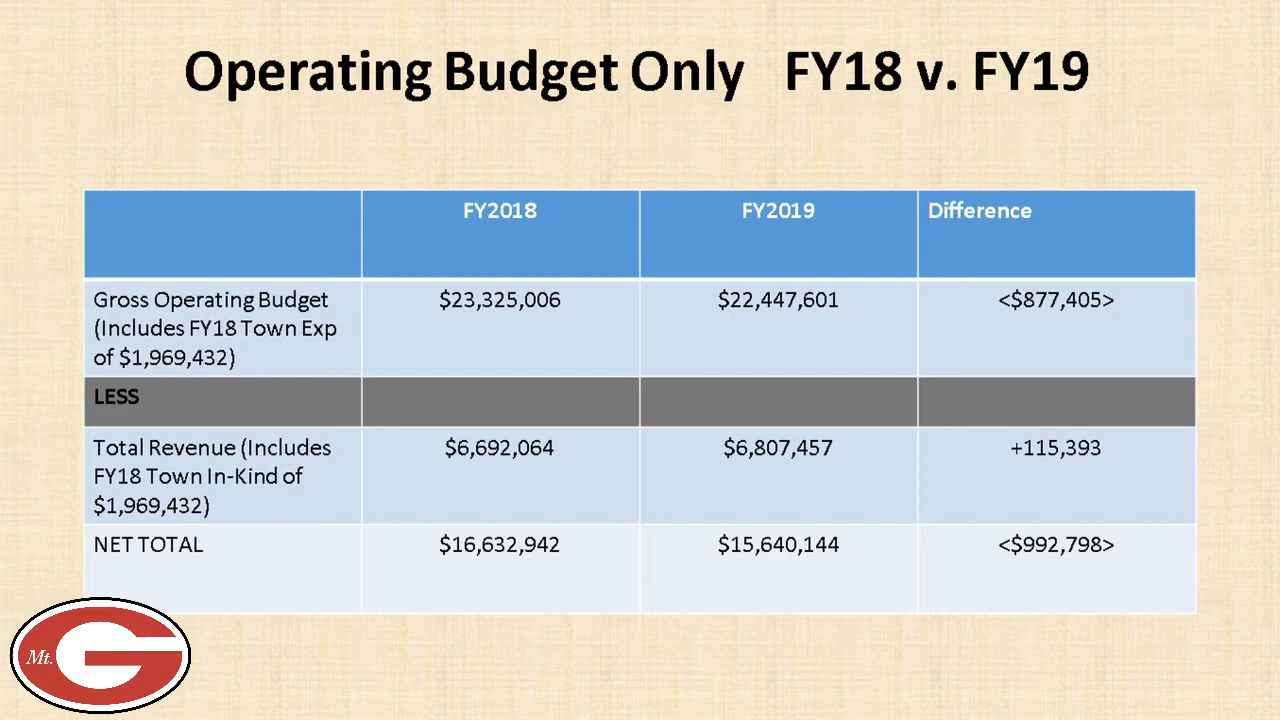 Operating Budget Only FY18 v. FY19
FY2018 FY2019 Difference
Gross Operating Budget $23,325,006 $22,447,601 <$877,405>
(Includes FY18 Town Exp
of $1,969,432)
LESS
Total Revenue (Includes $6,692,064 $6,807,457 +115,393
FY18 Town In-Kind of
$1,969,432)
NET TOTAL $16,632,942 $15,640,144 <$992,798>
Mt. G